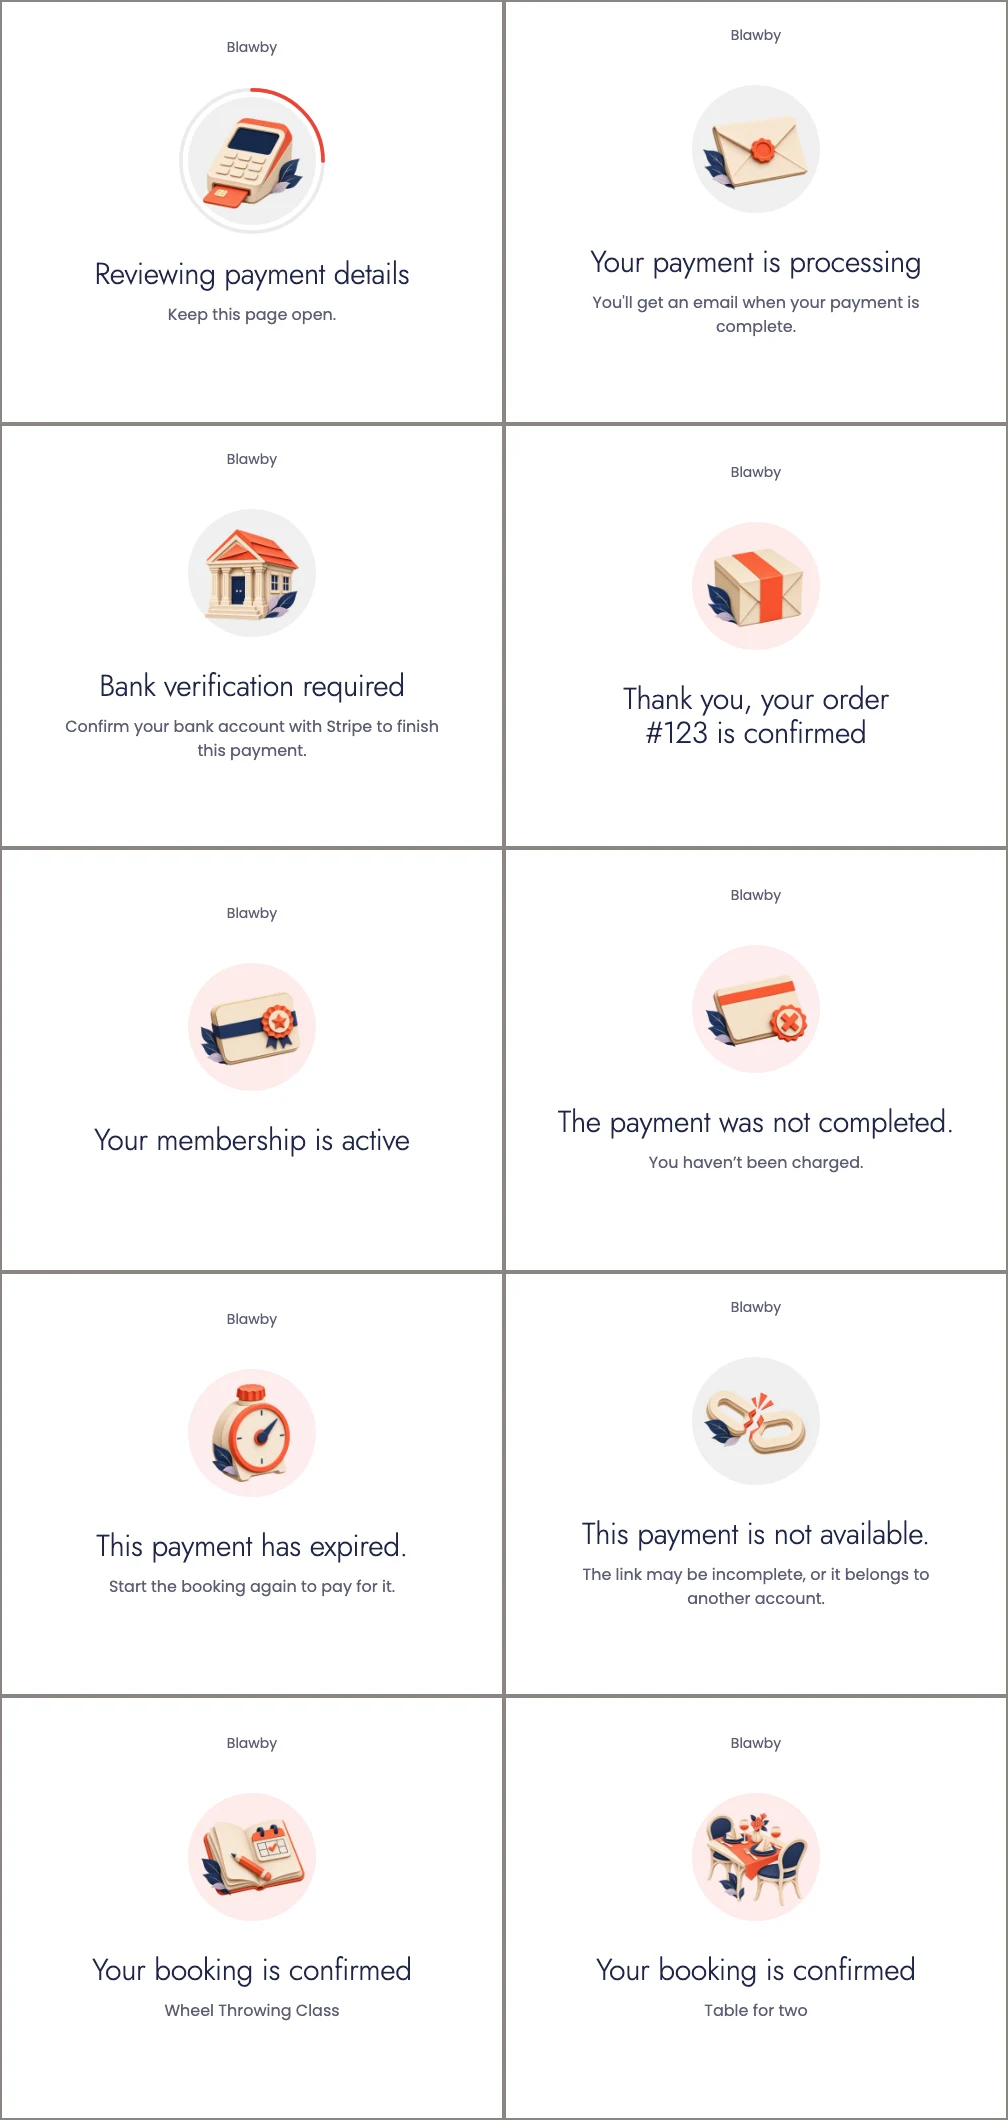 Blawby
Reviewing payment details
Keep this page open.
Blawby
Your payment is processing
You'll get an email when your payment is
complete.
Blawby
Bank verification required
Confirm your bank account with Stripe to finish
this payment.
Blawby
Thank you, your order
#123 is confirmed
Blawby
Your membership is active
Blawby
The payment was not completed.
You haven’t been charged.
Blawby
This payment has expired.
Start the booking again to pay for it.
Blawby
This payment is not available.
The link may be incomplete, or it belongs to
another account.
Blawby
Your booking is confirmed
Wheel Throwing Class
Blawby
Your booking is confirmed
Table for two